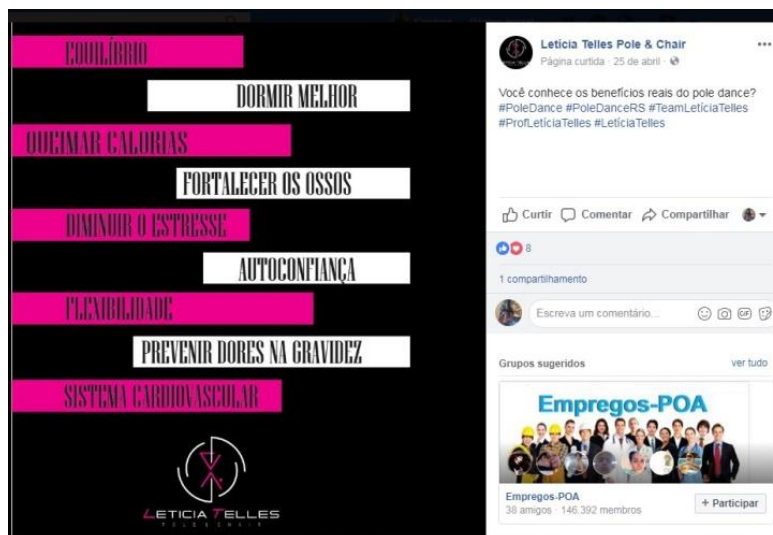 EQUILÍBRIO
DORMIR MELHOR
QUEIMAR CALORIAS
FORTALECER OS OSSOS
DIMINUIR O ESTRESSE
AUTOCONFIANÇA
FLEXIBILIDADE
PREVENIR DORES NA GRAVIDEZ
SISTEMA CARDIOVASCULAR
LETICIA TELLES
POLE & CHAIR
Letícia Telles Pole & Chair
Página curtida · 25 de abril ·
Você conhece os benefícios reais do pole dance?
#PoleDance #PoleDanceRS #TeamLetíciaTelles
#ProfLetíciaTelles #LetíciaTelles
Curtir Comentar Compartilhar
8
1 compartilhamento
Escreva um comentário...
GIF
Grupos sugeridos ver tudo
Empregos-POA
Empregos-POA
38 amigos · 146.392 membros
+ Participar